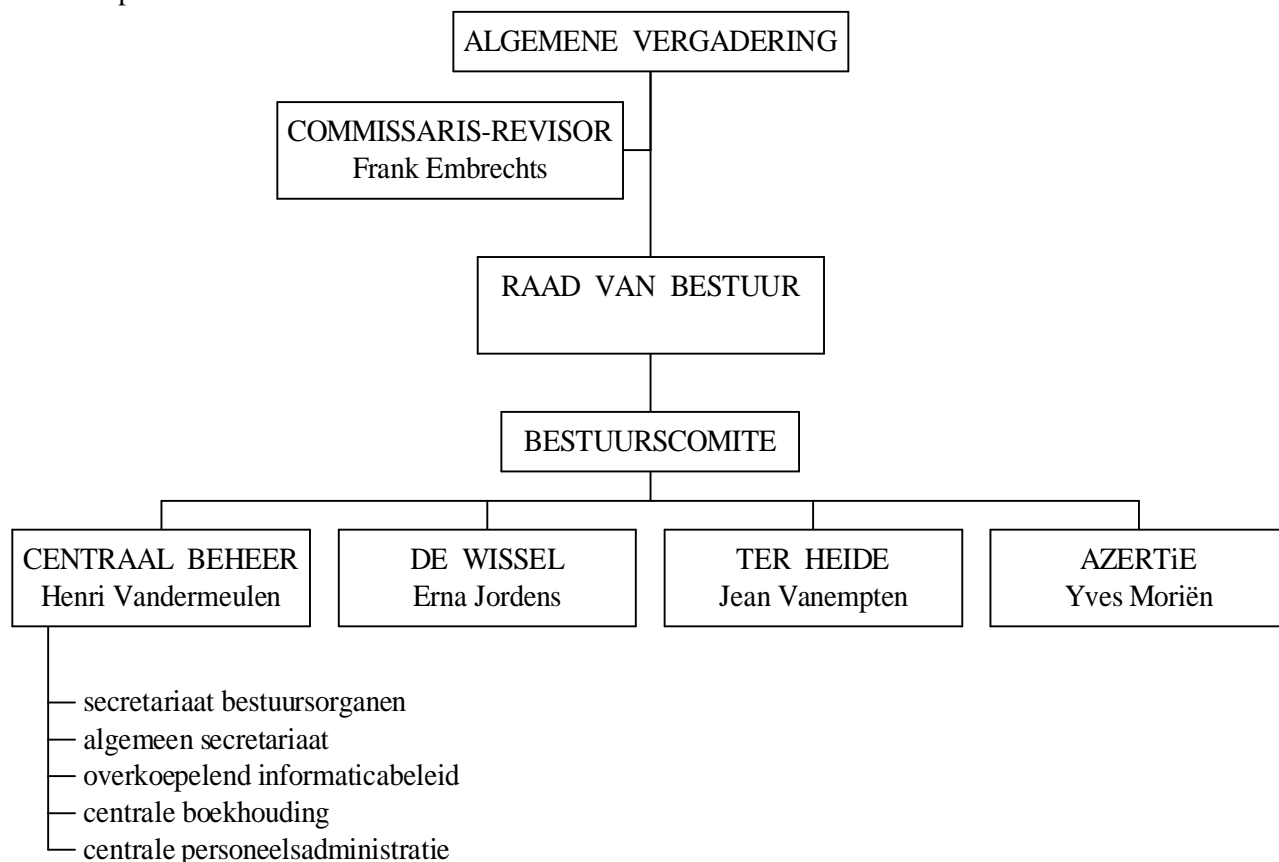 ALGEMENE VERGADERING
COMMISSARIS-REVISOR
Frank Embrechts
RAAD VAN BESTUUR
BESTUURSCOMITE
CENTRAAL BEHEER
Henri Vandermeulen
DE WISSEL
Erna Jordens
TER HEIDE
Jean Vanempten
AZERTiE
Yves Moriën
secretariaat bestuursorganen
algemeen secretariaat
overkoepelend informaticabeleid
centrale boekhouding
centrale personeelsadministratie